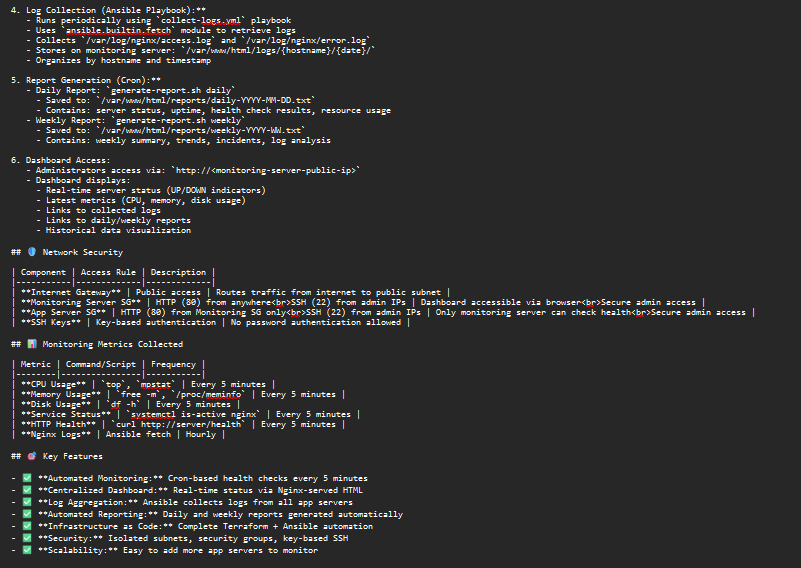 4. Log Collection (Ansible Playbook):**
- Runs periodically using `collect-logs.yml` playbook
- Uses `ansible.builtin.fetch` module to retrieve logs
- Collects `/var/log/nginx/access.log` and `/var/log/nginx/error.log`
- Stores on monitoring server: `/var/www/html/logs/{hostname}/{date}/`
- Organizes by hostname and timestamp
5. Report Generation (Cron):**
- Daily Report: `generate-report.sh daily`
- Saved to: `/var/www/html/reports/daily-YYYY-MM-DD.txt`
- Contains: server status, uptime, health check results, resource usage
- Weekly Report: `generate-report.sh weekly`
- Saved to: `/var/www/html/reports/weekly-YYYY-WW.txt`
- Contains: weekly summary, trends, incidents, log analysis
6. Dashboard Access:
- Administrators access via: `http://<monitoring-server-public-ip>`
- Dashboard displays:
- Real-time server status (UP/DOWN indicators)
- Latest metrics (CPU, memory, disk usage)
- Links to collected logs
- Links to daily/weekly reports
- Historical data visualization
## 🛡️ Network Security
| Component | Access Rule | Description |
|-----------|-------------|-------------|
| **Internet Gateway** | Public access | Routes traffic from internet to public subnet |
| **Monitoring Server SG** | HTTP (80) from anywhere<br>SSH (22) from admin IPs | Dashboard accessible via browser<br>Secure admin access |
| **App Server SG** | HTTP (80) from Monitoring SG only<br>SSH (22) from admin IPs | Only monitoring server can check health<br>Secure admin access |
| **SSH Keys** | Key-based authentication | No password authentication allowed |
## 📊 Monitoring Metrics Collected
| Metric | Command/Script | Frequency |
|--------|----------------|-----------|
| **CPU Usage** | `top`, `mpstat` | Every 5 minutes |
| **Memory Usage** | `free -m`, `/proc/meminfo` | Every 5 minutes |
| **Disk Usage** | `df -h` | Every 5 minutes |
| **Service Status** | `systemctl is-active nginx` | Every 5 minutes |
| **HTTP Health** | `curl http://server/health` | Every 5 minutes |
| **Nginx Logs** | Ansible fetch | Hourly |
## 🎯 Key Features
- ✅ **Automated Monitoring:** Cron-based health checks every 5 minutes
- ✅ **Centralized Dashboard:** Real-time status via Nginx-served HTML
- ✅ **Log Aggregation:** Ansible collects logs from all app servers
- ✅ **Automated Reporting:** Daily and weekly reports generated automatically
- ✅ **Infrastructure as Code:** Complete Terraform + Ansible automation
- ✅ **Security:** Isolated subnets, security groups, key-based SSH
- ✅ **Scalability:** Easy to add more app servers to monitor